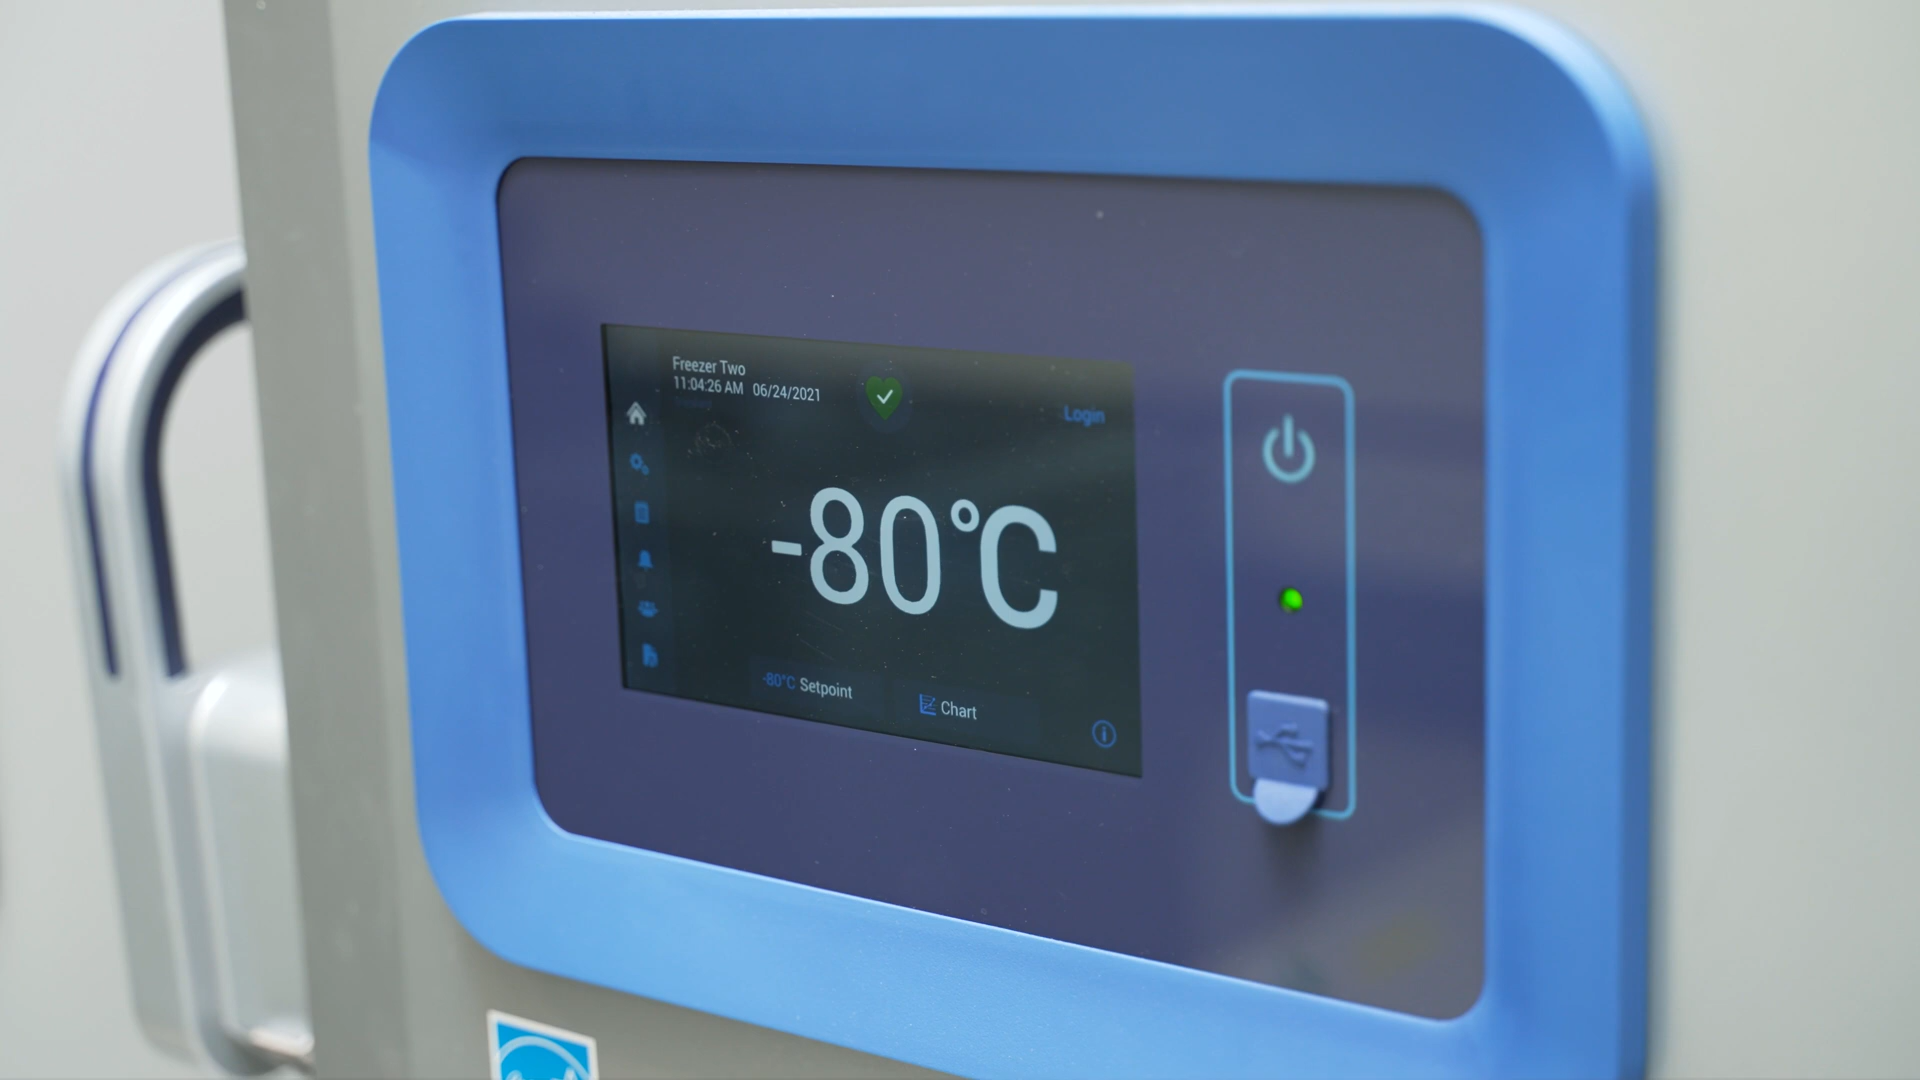 Freezer Two
11:04:26 AM 06/24/2021
Login
-80°C
-80°C Setpoint
Chart